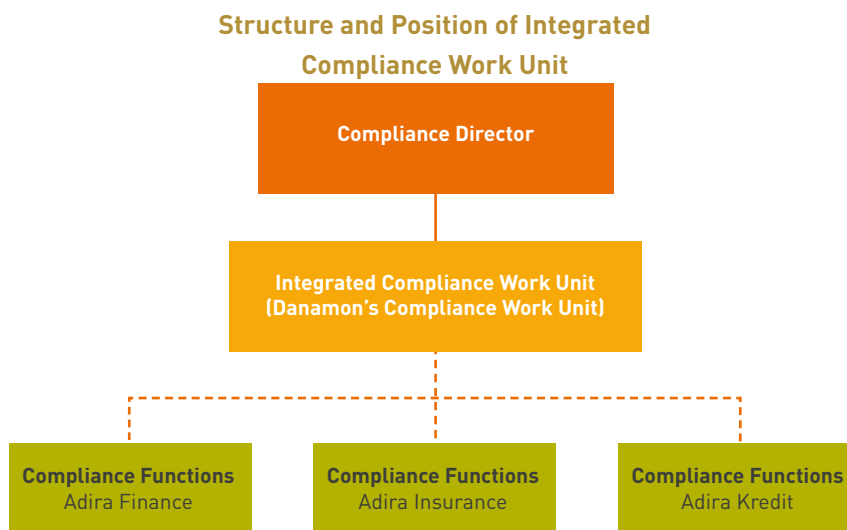 Structure and Position of Integrated
Compliance Work Unit
Compliance Director
Integrated Compliance Work Unit
(Danamon's Compliance Work Unit)
Compliance Functions
Adira Finance
Compliance Functions
Adira Insurance
Compliance Functions
Adira Kredit